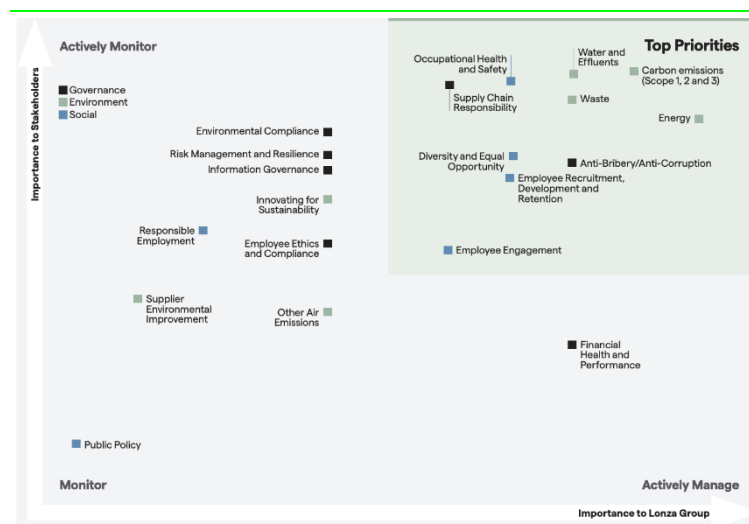 Actively Monitor
Top Priorities
Importance to Stakeholders
Governance
Environment
Social
Occupational Health
and Safety
Water and
Effluents
Carbon emissions
(Scope 1, 2 and 3)
Supply Chain
Responsibility
Waste
Energy
Environmental Compliance
Risk Management and Resilience
Information Governance
Diversity and Equal
Opportunity
Anti-Bribery/Anti-Corruption
Employee Recruitment,
Development and
Retention
Innovating for
Sustainability
Responsible
Employment
Employee Ethics
and Compliance
Employee Engagement
Supplier
Environmental
Improvement
Other Air
Emissions
Financial
Health and
Performance
Public Policy
Monitor
Actively Manage
Importance to Lonza Group